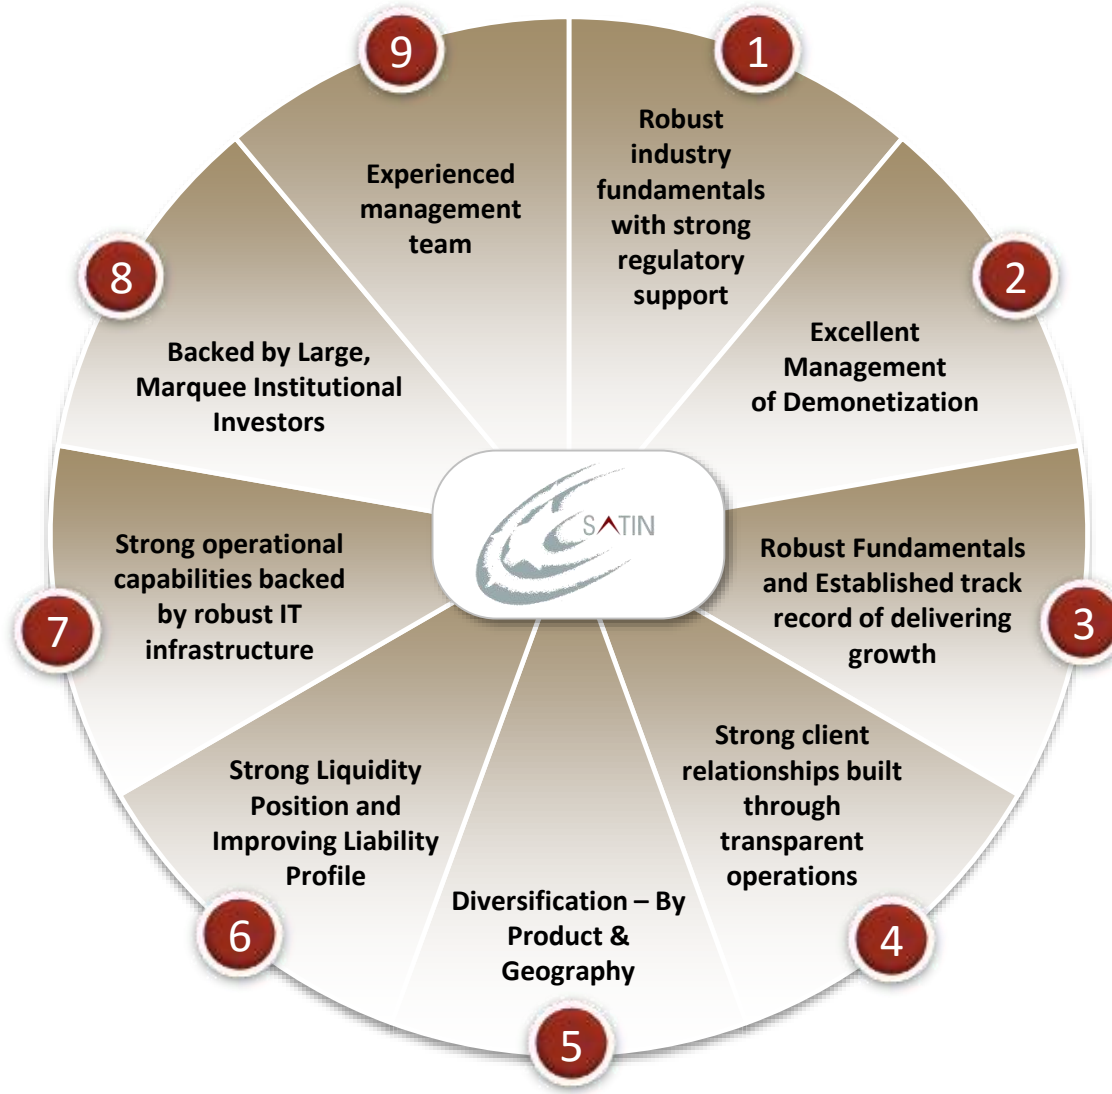 1
Robust
industry
fundamentals
with strong
regulatory
support
2
Excellent
Management
of Demonetization
3
Robust Fundamentals
and Established track
record of delivering
growth
4
Strong client
relationships built
through
transparent
operations
5
Diversification – By
Product &
Geography
6
Strong Liquidity
Position and
Improving Liability
Profile
7
Strong operational
capabilities backed
by robust IT
infrastructure
8
Backed by Large,
Marquee Institutional
Investors
9
Experienced
management
team
SATIN